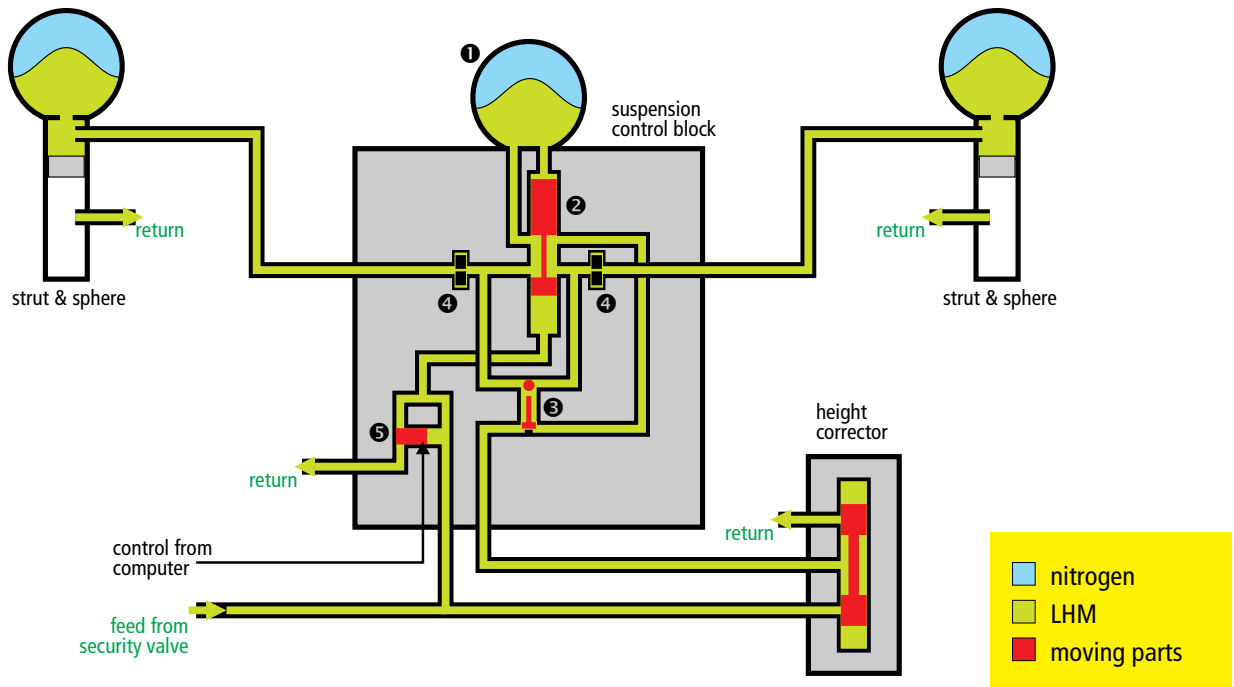 ❶
suspension
control block
❷
return
return
strut & sphere
❹
❹
strut & sphere
❸
height
corrector
❺
return
return
control from
computer
feed from
security valve
nitrogen
LHM
moving parts